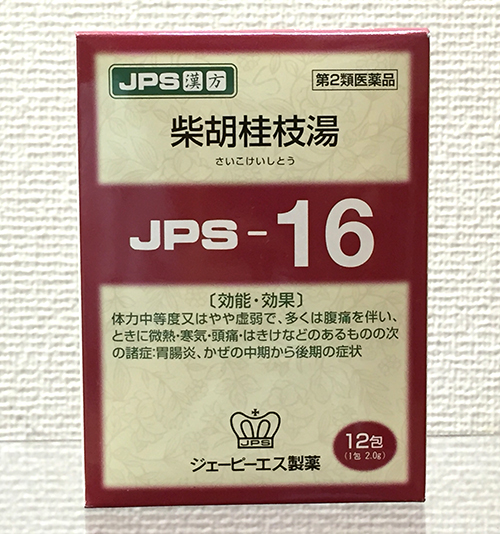 JPS漢方
第2類医薬品
柴胡桂枝湯
さいこけいしとう
JPS-16
〔効能・効果〕
体力中等度又はやや虚弱で、多くは腹痛を伴い、
ときに微熱・寒気・頭痛・はきけなどのあるものの次
の諸症:胃腸炎、かぜの中期から後期の症状
JPS
ジェーピーエス製薬
12包
(1包 2.0g)